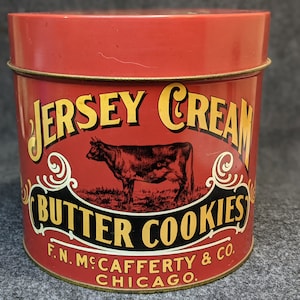 JERSEY CREAM
BUTTER COOKIES
F. N. McCAFFERTY & CO.
CHICAGO.